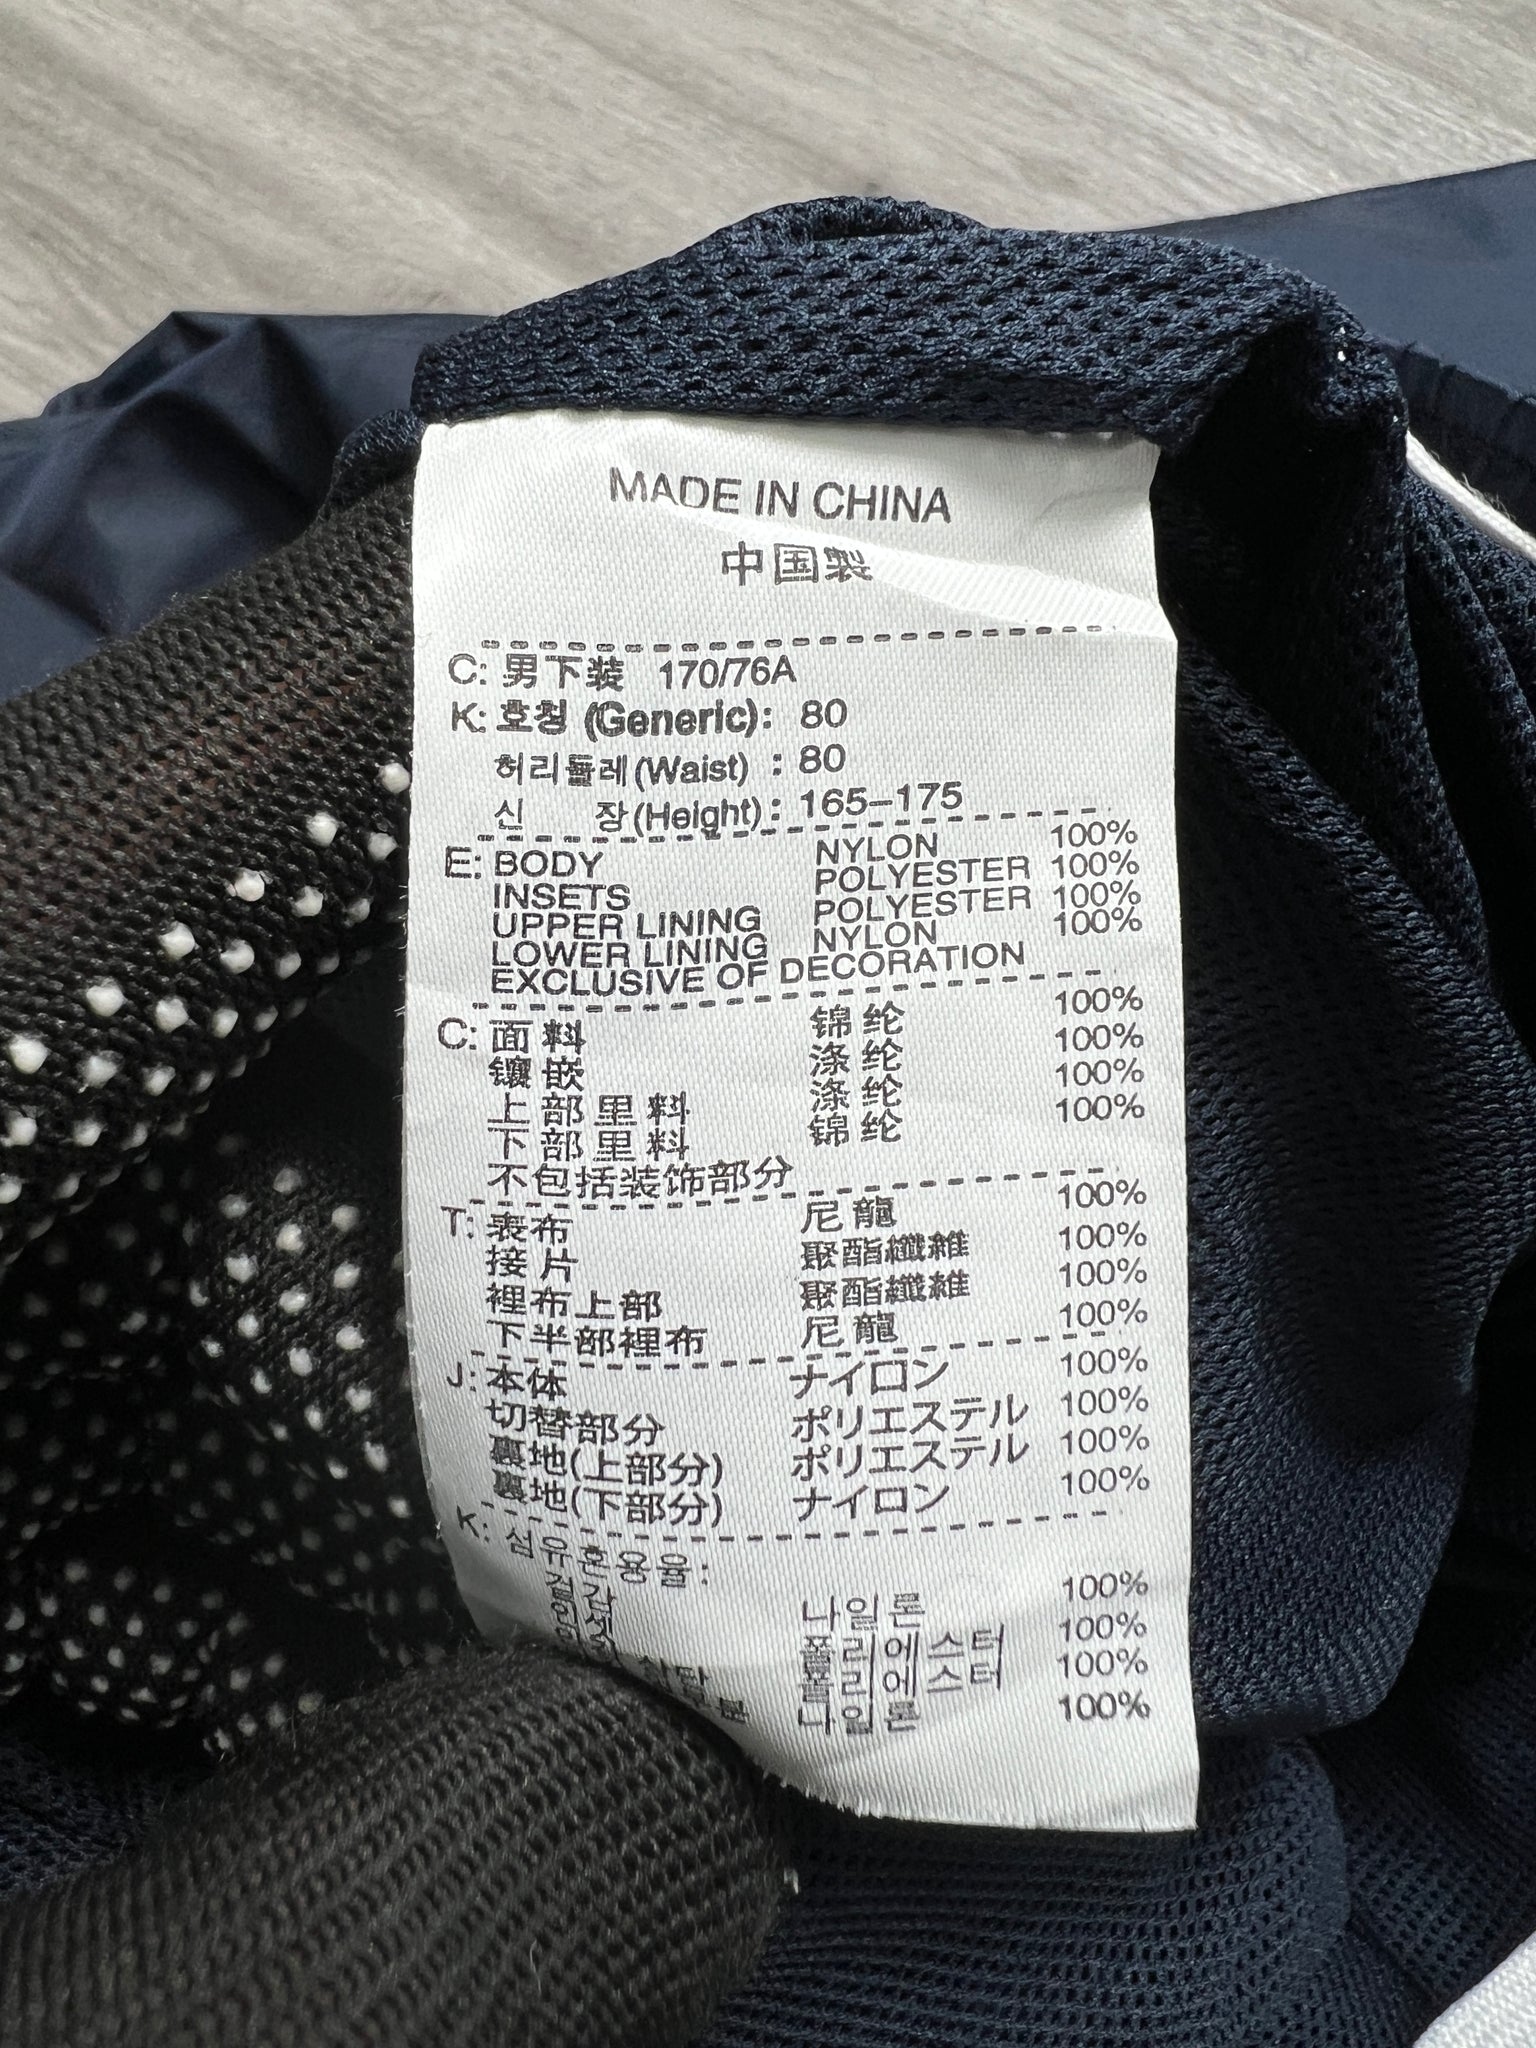 MADE IN CHINA
中国製
C: 男下装 170/76A
K: 호칭 (Generic): 80
허리둘레(Waist) : 80
신 장(Height): 165–175
E: BODY NYLON 100%
INSETS POLYESTER 100%
UPPER LINING POLYESTER 100%
LOWER LINING NYLON 100%
EXCLUSIVE OF DECORATION
C: 面料 锦纶 100%
镶嵌 涤纶 100%
上部里料 涤纶 100%
下部里料 锦纶 100%
不包括装饰部分
T: 表布 尼龍 100%
接片 聚酯纖維 100%
裡布上部 聚酯纖維 100%
下半部裡布 尼龍 100%
J: 本体 ナイロン 100%
切替部分 ポリエステル 100%
裏地(上部分) ポリエステル 100%
裏地(下部分) ナイロン 100%
K: 섬유혼용율:
겉감 나일론 100%
인셋 폴리에스터 100%
폴리에스터 100%
나일론 100%